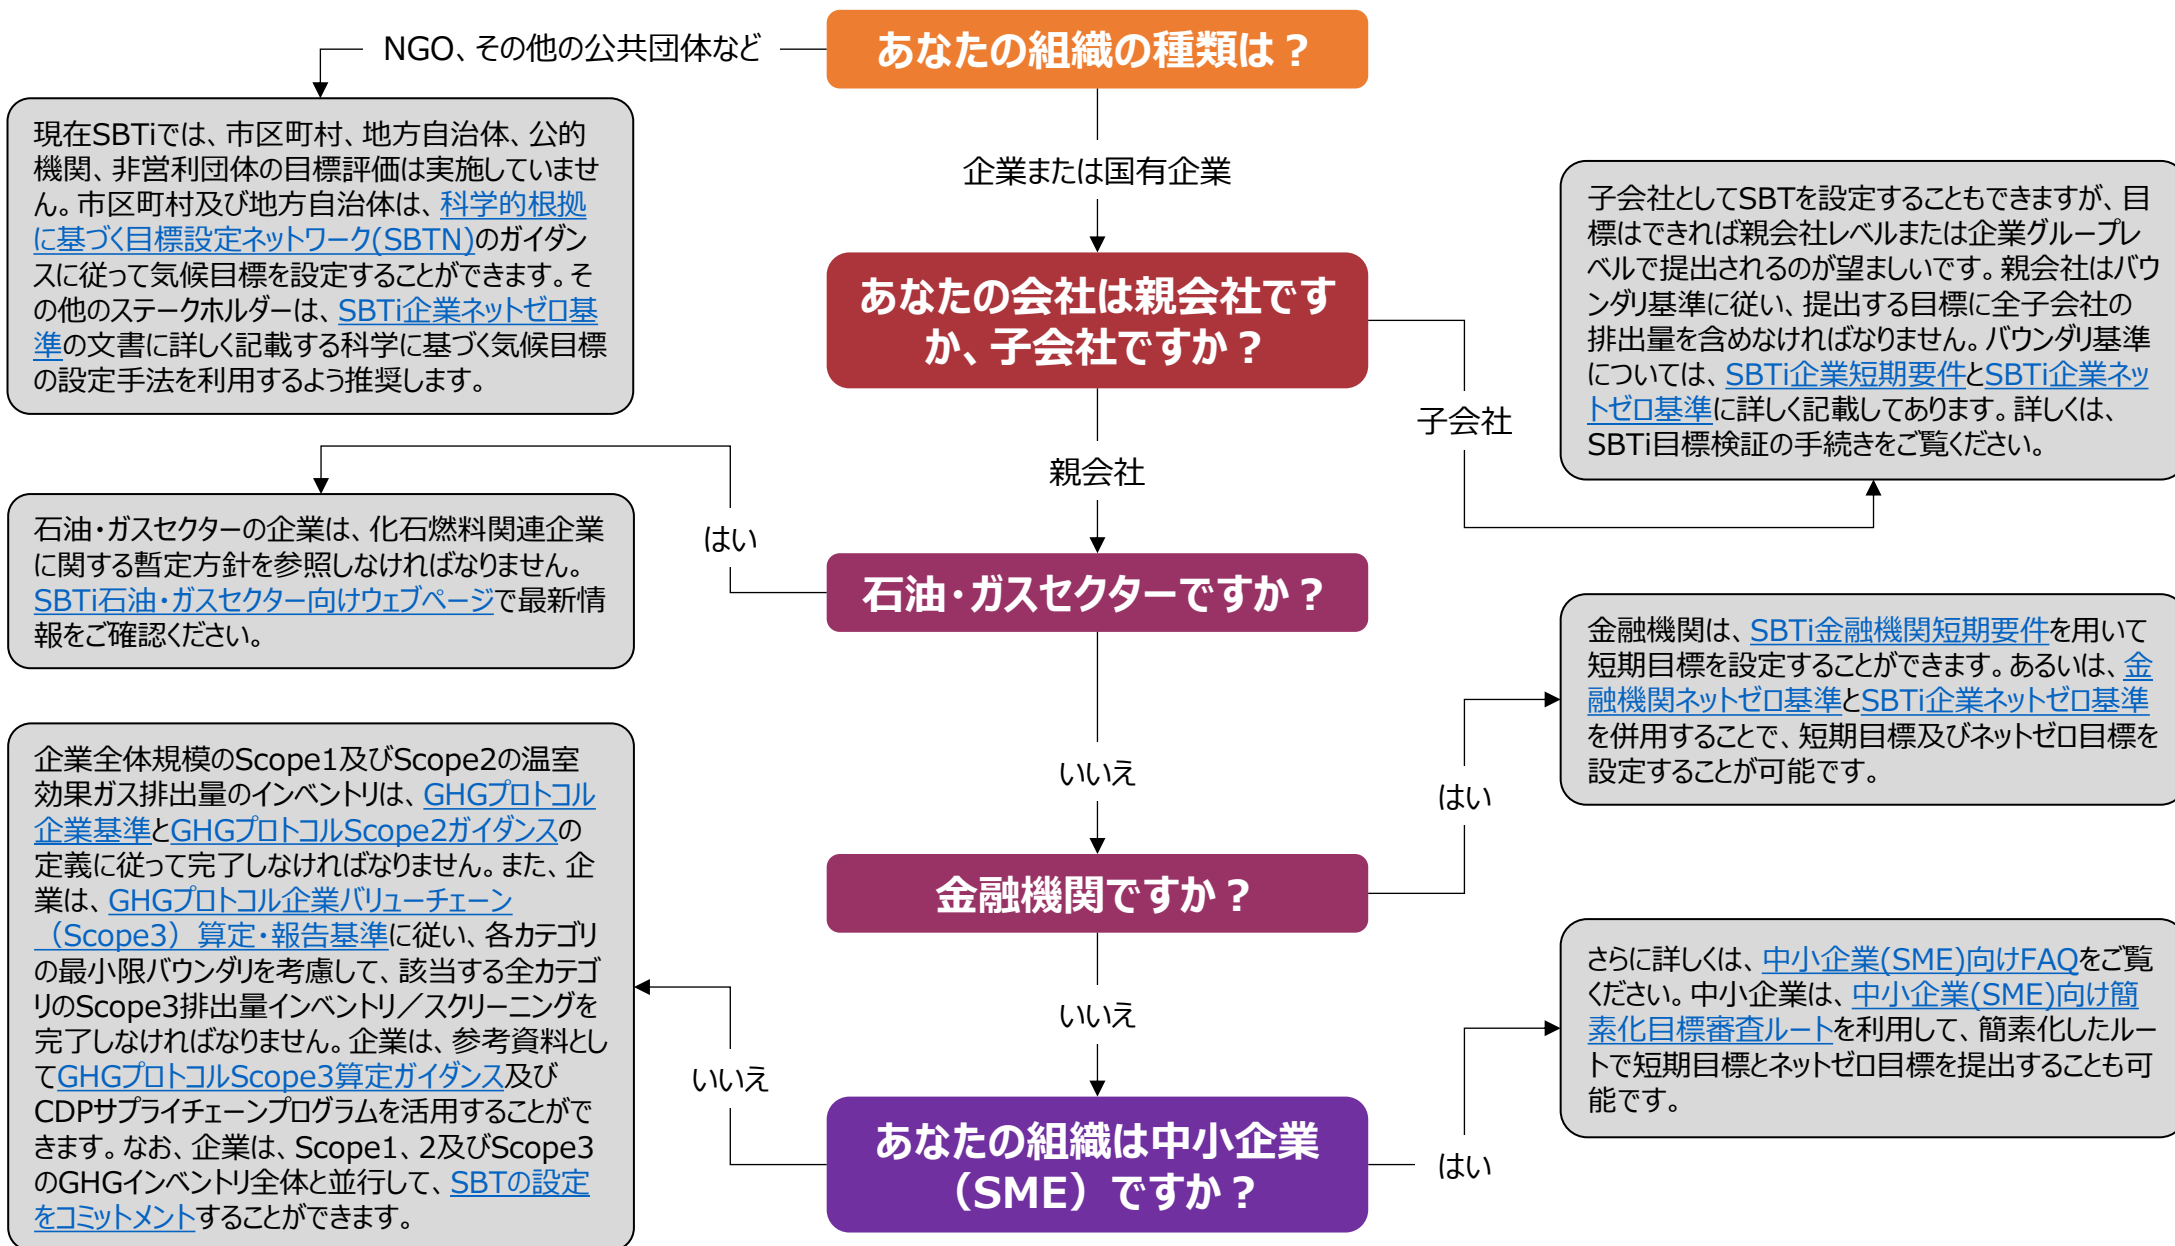 あなたの組織の種類は？
NGO、その他の公共団体など
現在SBTiでは、市区町村、地方自治体、公的
機関、非営利団体の目標評価は実施していませ
ん。市区町村及び地方自治体は、科学的根拠
に基づく目標設定ネットワーク(SBTN)のガイダン
スに従って気候目標を設定することができます。そ
の他のステークホルダーは、SBTi企業ネットゼロ基
準の文書に詳しく記載する科学に基づく気候目標
の設定手法を利用するよう推奨します。
企業または国有企業
あなたの会社は親会社です
か、子会社ですか？
子会社
子会社としてSBTを設定することもできますが、目
標はできれば親会社レベルまたは企業グループレ
ベルで提出されるのが望ましいです。親会社はバウ
ンダリ基準に従い、提出する目標に全子会社の
排出量を含めなければなりません。バウンダリ基準
については、SBTi企業短期要件とSBTi企業ネッ
トゼロ基準に詳しく記載してあります。詳しくは、
SBTi目標検証の手続きをご覧ください。
親会社
石油・ガスセクターですか？
はい
石油・ガスセクターの企業は、化石燃料関連企業
に関する暫定方針を参照しなければなりません。
SBTi石油・ガスセクター向けウェブページで最新情
報をご確認ください。
いいえ
金融機関ですか？
はい
金融機関は、SBTi金融機関短期要件を用いて
短期目標を設定することができます。あるいは、金
融機関ネットゼロ基準とSBTi企業ネットゼロ基準
を併用することで、短期目標及びネットゼロ目標を
設定することが可能です。
いいえ
あなたの組織は中小企業
（SME）ですか？
はい
さらに詳しくは、中小企業(SME)向けFAQをご覧
ください。中小企業は、中小企業(SME)向け簡
素化目標審査ルートを利用して、簡素化したルー
トで短期目標とネットゼロ目標を提出することも可
能です。
いいえ
企業全体規模のScope1及びScope2の温室
効果ガス排出量のインベントリは、GHGプロトコル
企業基準とGHGプロトコルScope2ガイダンスの
定義に従って完了しなければなりません。また、企
業は、GHGプロトコル企業バリューチェーン
（Scope3）算定・報告基準に従い、各カテゴリ
の最小限バウンダリを考慮して、該当する全カテゴ
リのScope3排出量インベントリ／スクリーニングを
完了しなければなりません。企業は、参考資料とし
てGHGプロトコルScope3算定ガイダンス及び
CDPサプライチェーンプログラムを活用することがで
きます。なお、企業は、Scope1、2及びScope3
のGHGインベントリ全体と並行して、SBTの設定
をコミットメントすることができます。